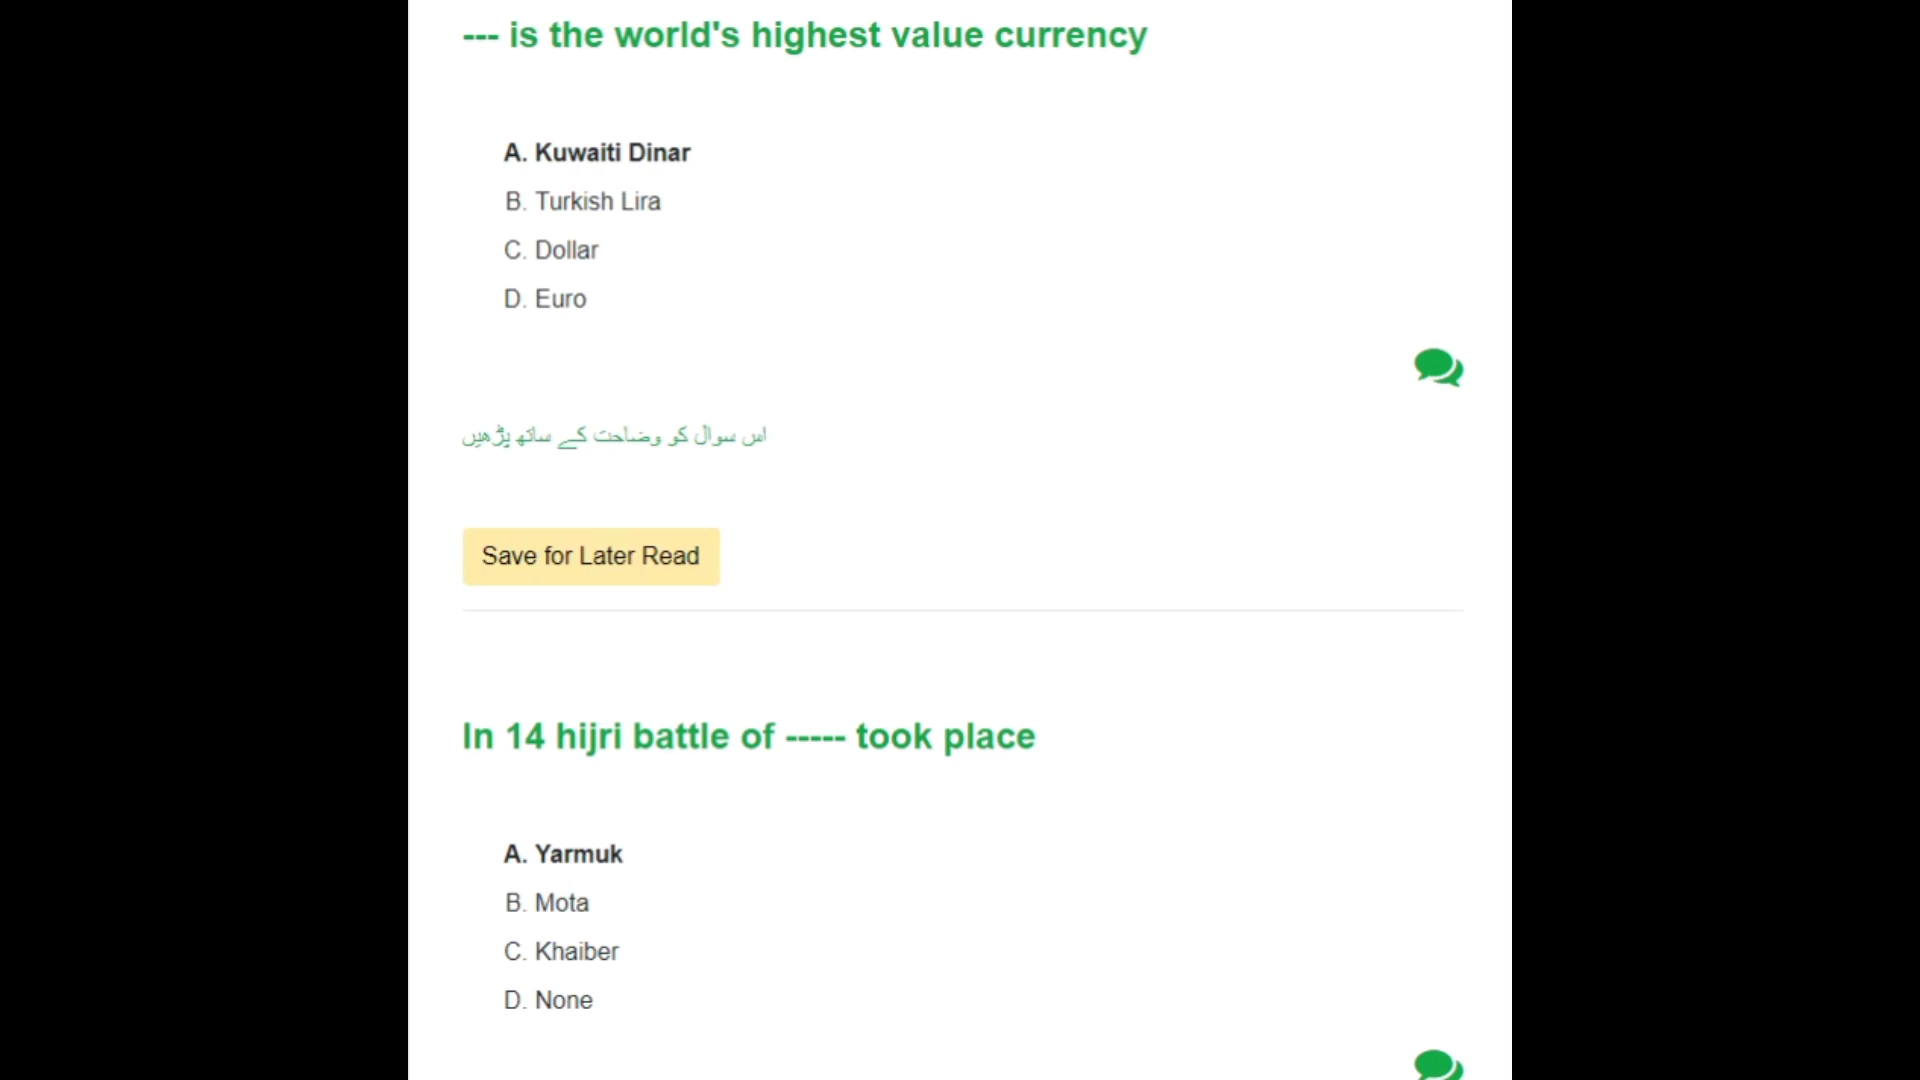 --- is the world's highest value currency
A. Kuwaiti Dinar
B. Turkish Lira
C. Dollar
D. Euro
اس سوال کو وضاحت کے ساتھ پڑھیں
Save for Later Read
In 14 hijri battle of ----- took place
A. Yarmuk
B. Mota
C. Khaiber
D. None